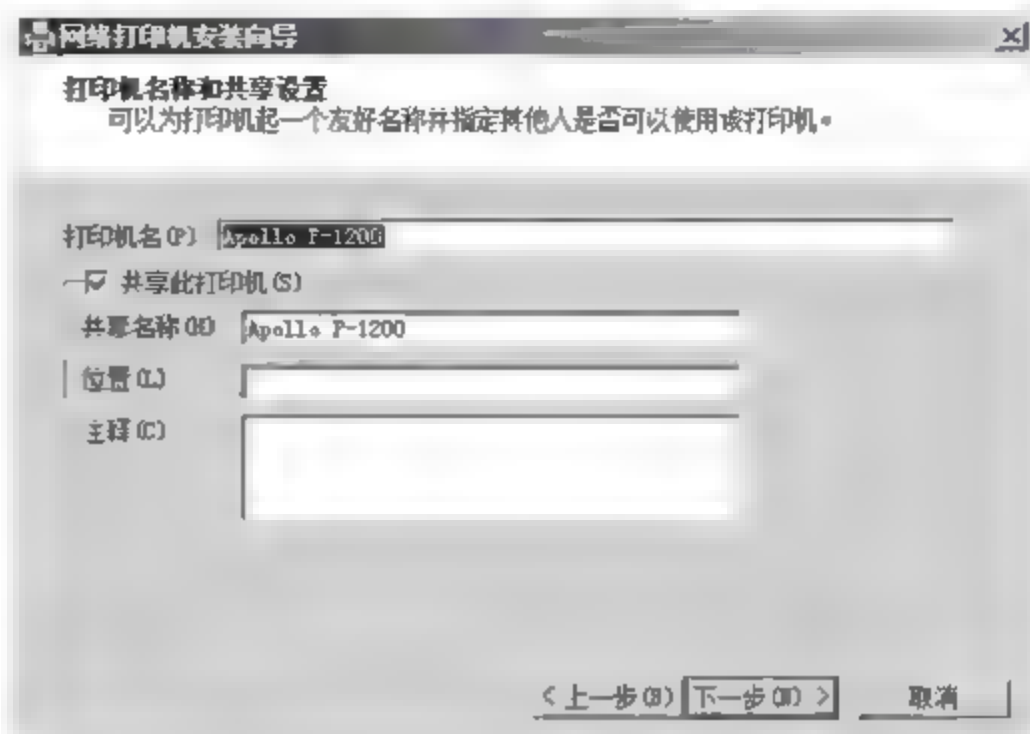 网络打印机安装向导
打印机名称和共享设置
可以为打印机起一个友好名称并指定其他人是否可以使用该打印机。
打印机名(P) Apollo P-1200
共享此打印机(S)
共享名称(H) Apollo P-1200
位置(L)
注释(C)
< 上一步(B) 下一步(N) > 取消